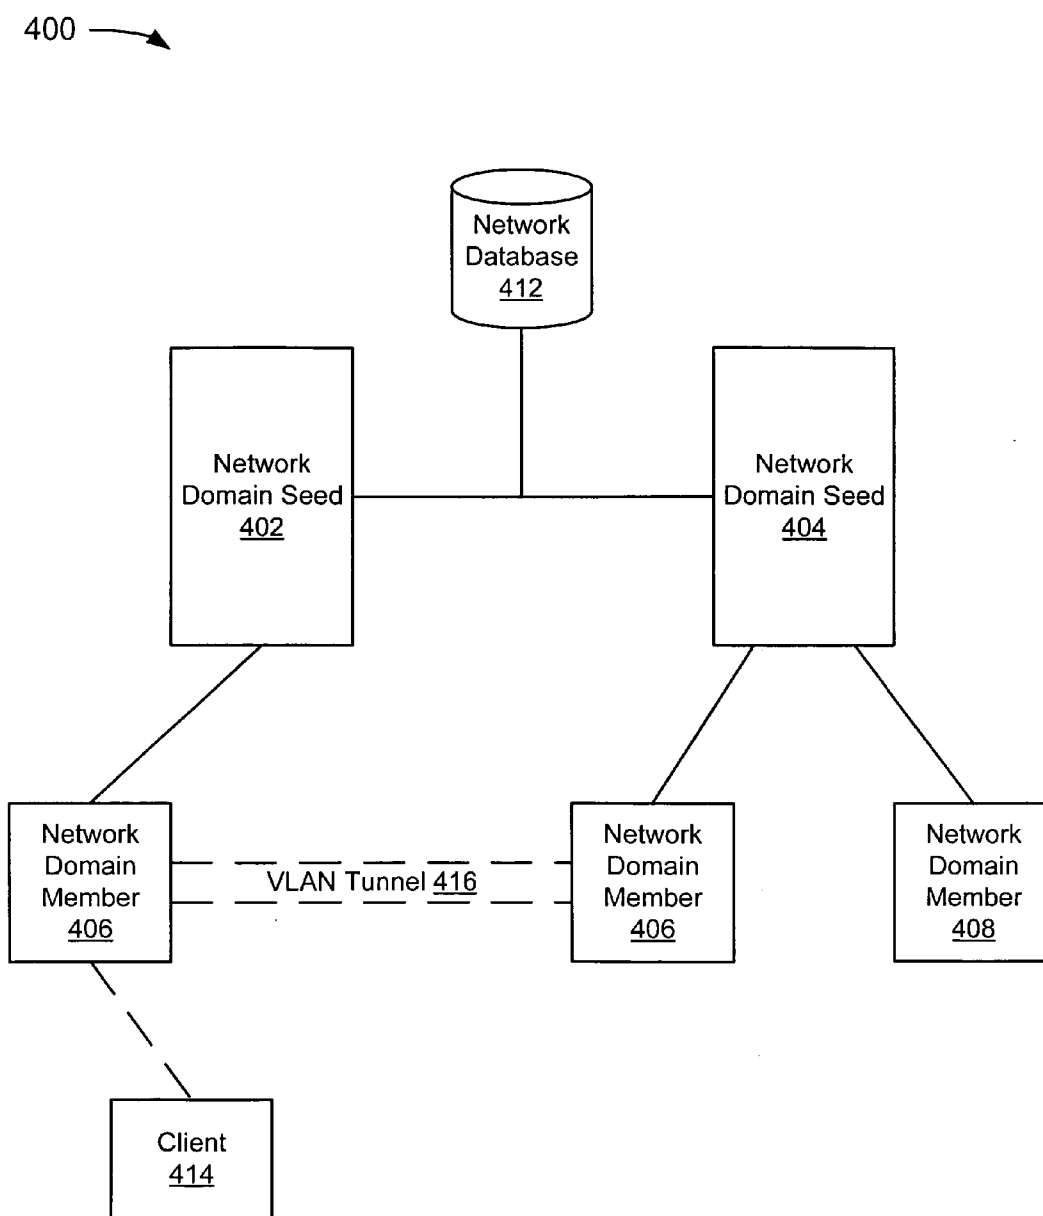 400
Network
Database
412
Network
Domain Seed
402
Network
Domain Seed
404
Network
Domain
Member
406
VLAN Tunnel 416
Network
Domain
Member
406
Network
Domain
Member
408
Client
414